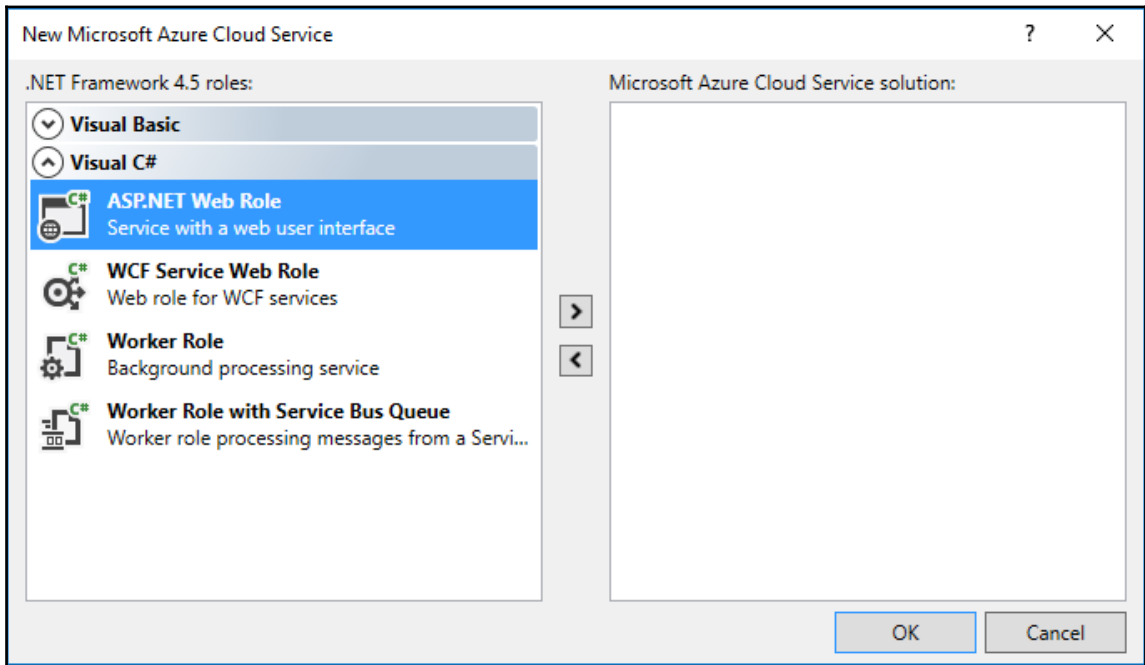 New Microsoft Azure Cloud Service
.NET Framework 4.5 roles:
Microsoft Azure Cloud Service solution:
Visual Basic
Visual C#
C#
ASP.NET Web Role
Service with a web user interface
C#
WCF Service Web Role
Web role for WCF services
C#
Worker Role
Background processing service
C#
Worker Role with Service Bus Queue
Worker role processing messages from a Servi...
OK
Cancel